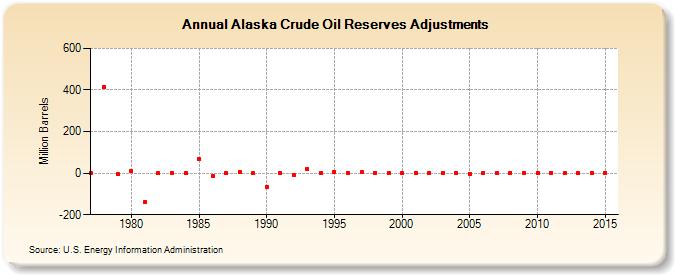 Annual Alaska Crude Oil Reserves Adjustments
Million Barrels
600
400
200
0
-200
1980 1985 1990 1995 2000 2005 2010 2015
Source: U.S. Energy Information Administration